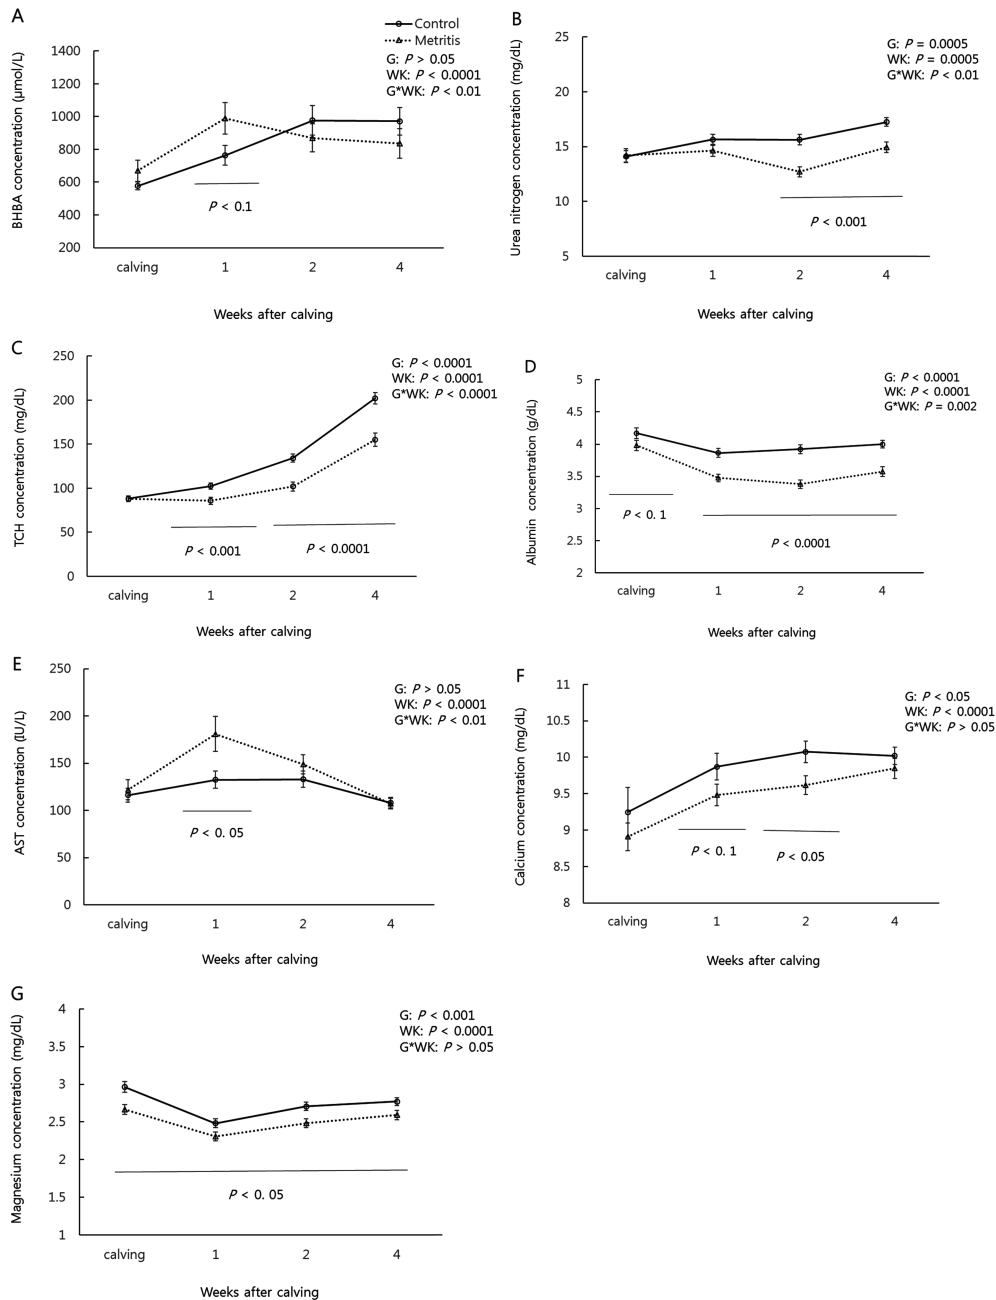 A
Control
Metritis
G: P > 0.05
WK: P < 0.0001
G*WK: P < 0.01
BHBA concentration (μmol/L)
1400
1200
1000
800
600
400
200
P < 0.1
calving 1 2 4
Weeks after calving
B
G: P = 0.0005
WK: P = 0.0005
G*WK: P < 0.01
Urea nitrogen concentration (mg/dL)
25
20
15
10
5
P < 0.001
calving 1 2 4
Weeks after calving
C
G: P < 0.0001
WK: P < 0.0001
G*WK: P < 0.0001
TCH concentration (mg/dL)
250
200
150
100
50
0
P < 0.001
P < 0.0001
calving 1 2 4
Weeks after calving
D
G: P < 0.0001
WK: P < 0.0001
G*WK: P = 0.002
Albumin concentration (g/dL)
5
4.5
4
3.5
3
2.5
2
P < 0. 1
P < 0.0001
calving 1 2 4
Weeks after calving
E
G: P > 0.05
WK: P < 0.0001
G*WK: P < 0.01
AST concentration (IU/L)
250
200
150
100
50
0
P < 0. 05
calving 1 2 4
Weeks after calving
F
G: P < 0.05
WK: P < 0.0001
G*WK: P > 0.05
Calcium concentration (mg/dL)
11
10.5
10
9.5
9
8.5
8
P < 0. 1
P < 0.05
calving 1 2 4
Weeks after calving
G
G: P < 0.001
WK: P < 0.0001
G*WK: P > 0.05
Magnesium concentration (mg/dL)
4
3.5
3
2.5
2
1.5
1
P < 0. 05
calving 1 2 4
Weeks after calving